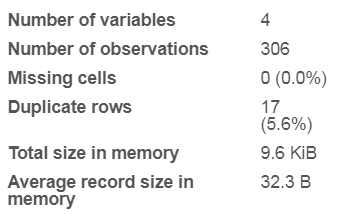 Number of variables 4
Number of observations 306
Missing cells 0 (0.0%)
Duplicate rows 17
(5.6%)
Total size in memory 9.6 KiB
Average record size in 32.3 B
memory